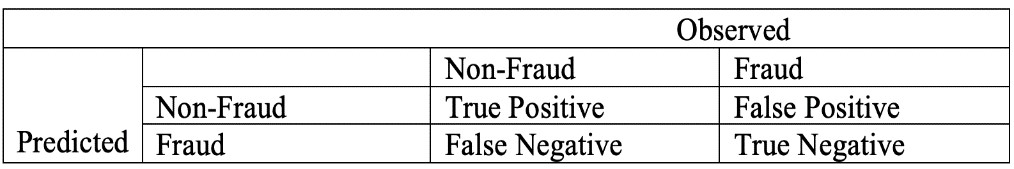 Observed
Non-Fraud Fraud
Non-Fraud True Positive False Positive
Predicted Fraud False Negative True Negative